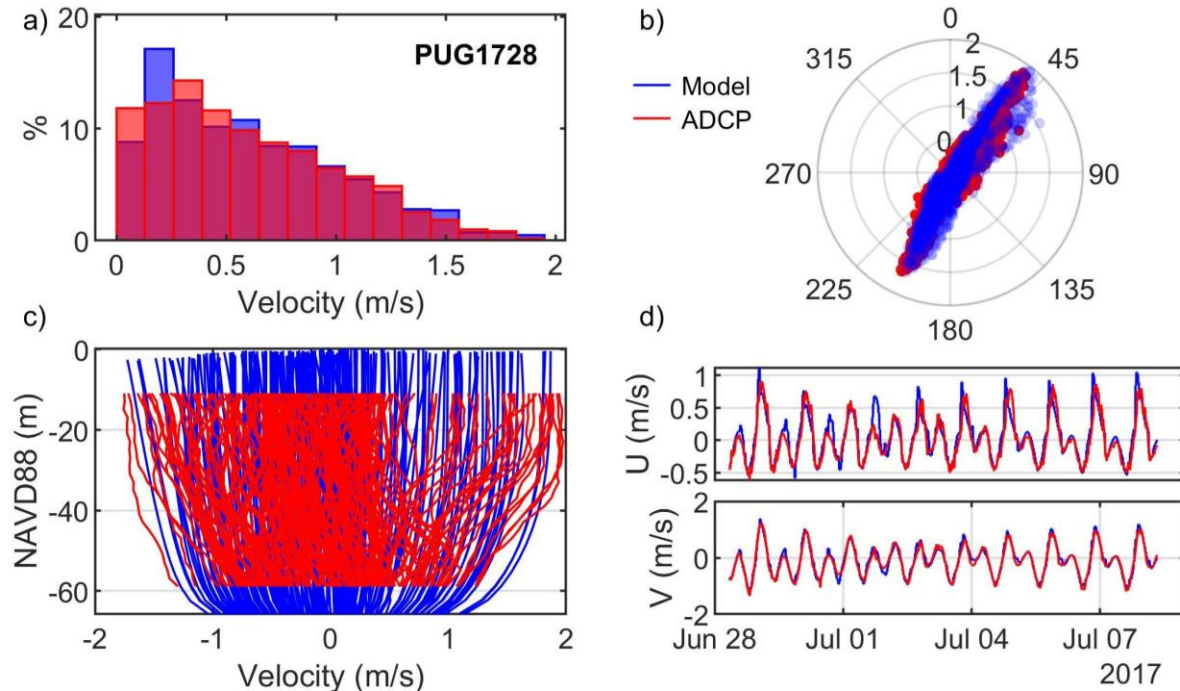 a)
20
10
0
%
PUG1728
0 0.5 1 1.5 2
Velocity (m/s)
b)
Model
ADCP
0
45
90
135
180
225
270
315
2
1.5
1
0
c)
0
-20
-40
-60
NAVD88 (m)
-2 -1 0 1 2
Velocity (m/s)
d)
1
0.5
0
-0.5
U (m/s)
2
0
-2
V (m/s)
Jun 28 Jul 01 Jul 04 Jul 07
2017